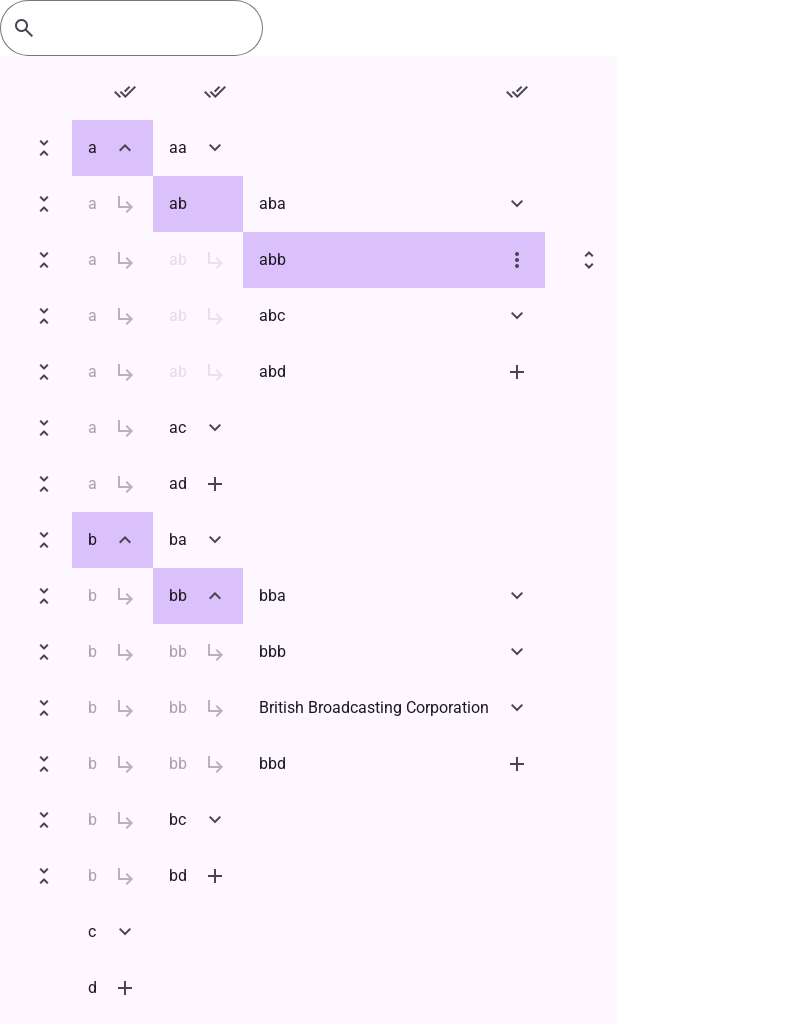 a aa
a ab aba
a ab abb
a ab abc
a ab abd
a ac
a ad
b ba
b bb bba
b bb bbb
b bb British Broadcasting Corporation
b bb bbd
b bc
b bd
c
d